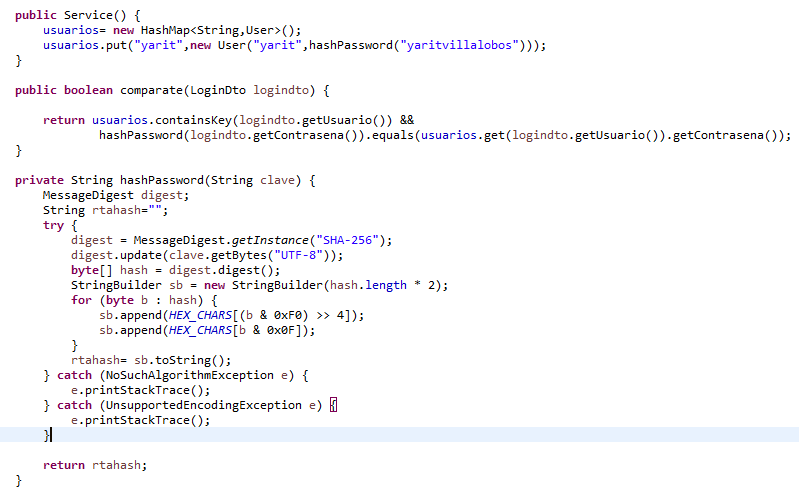 public Service() {
    usuarios= new HashMap<String,User>();
    usuarios.put("yarit",new User("yarit",hashPassword("yaritvillalobos")));
}

public boolean comparate(LoginDto logindto) {

    return usuarios.containsKey(logindto.getUsuario()) &&
            hashPassword(logindto.getContrasena()).equals(usuarios.get(logindto.getUsuario()).getContrasena());
}

private String hashPassword(String clave) {
    MessageDigest digest;
    String rtahash="";
    try {
        digest = MessageDigest.getInstance("SHA-256");
        digest.update(clave.getBytes("UTF-8"));
        byte[] hash = digest.digest();
        StringBuilder sb = new StringBuilder(hash.length * 2);
        for (byte b : hash) {
            sb.append(HEX_CHARS[(b & 0xF0) >> 4]);
            sb.append(HEX_CHARS[b & 0x0F]);
        }
        rtahash= sb.toString();
    } catch (NoSuchAlgorithmException e) {
        e.printStackTrace();
    } catch (UnsupportedEncodingException e) {
        e.printStackTrace();
    }

    return rtahash;
}